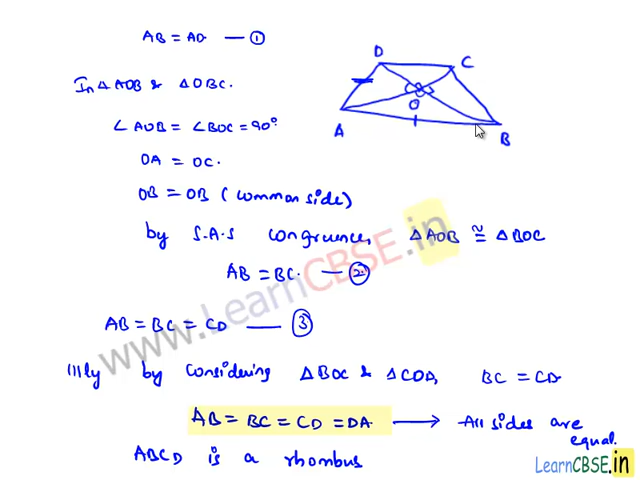 AB = AD — ①
In △AOB & △OBC.
∠AOB = ∠BOC = 90°
OA = OC.
OB = OB (common side)
by S.A.S congruence, △AOB ≅ △BOC
AB = BC. — ②
AB = BC = CD — ③
Illly by considering △BOC & △COD, BC = CD
AB = BC = CD = DA. → All sides are equal.
ABCD is a rhombus
D
C
O
A
B
www.LearnCBSE.in
LearnCBSE.in